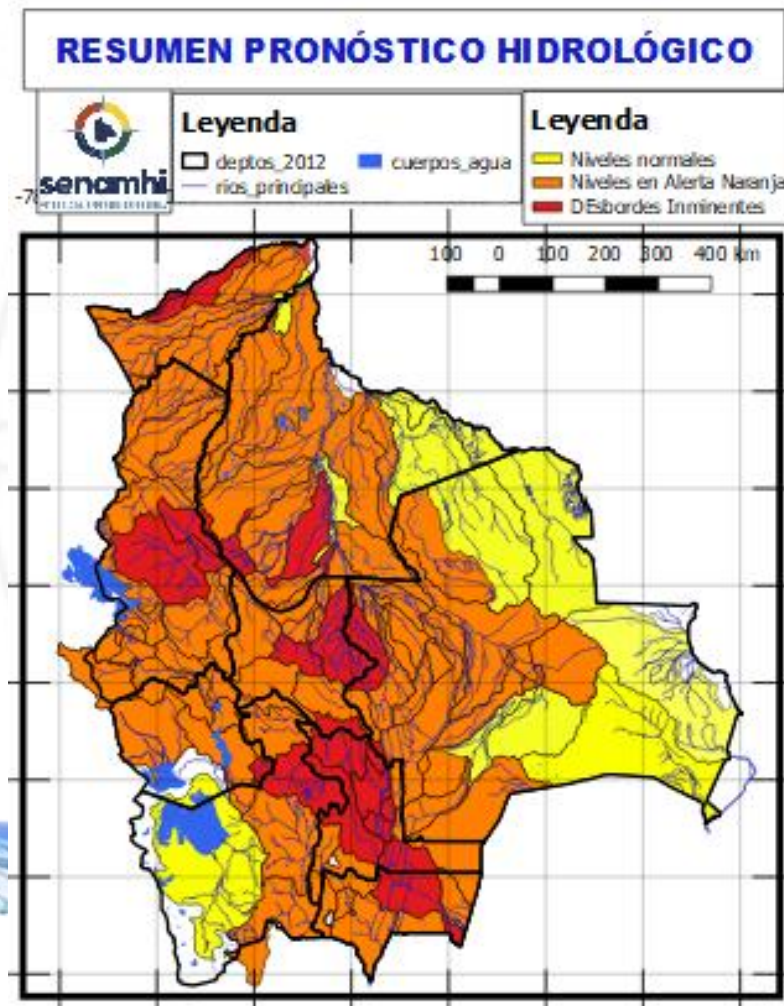 RESUMEN PRONÓSTICO HIDROLÓGICO
senamhi
Leyenda
deptos_2012 cuerpos_agua
rios_principales
Leyenda
Niveles normales
Niveles en Alerta Naranja
DEsbordes Inminentes
100 0 100 200 300 400 km